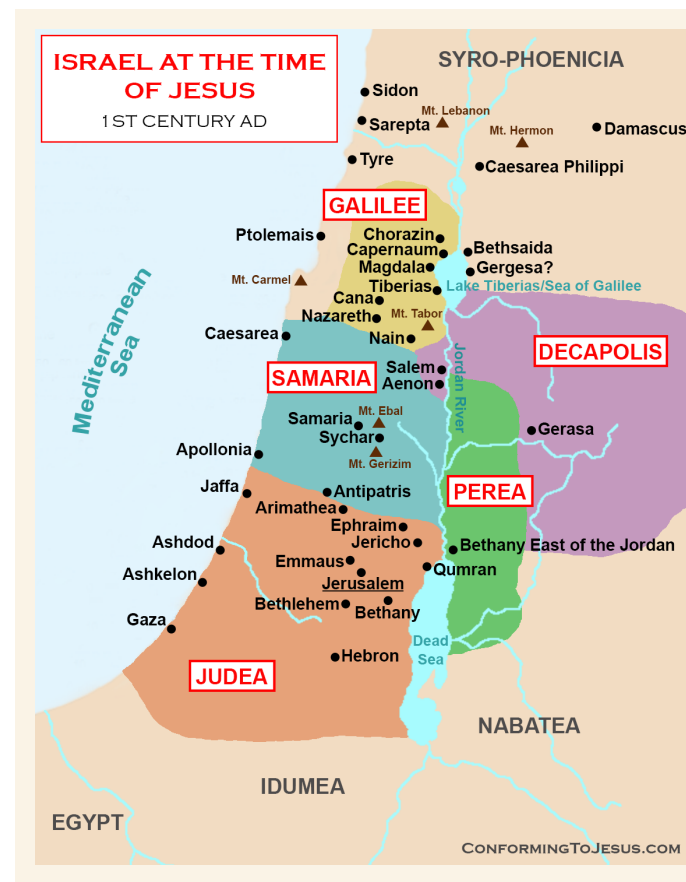 ISRAEL AT THE TIME
OF JESUS
1ST CENTURY AD
SYRO-PHOENICIA
Sidon
Mt. Lebanon
Sarepta
Mt. Hermon
Damascus
Tyre
Caesarea Philippi
GALILEE
Ptolemais
Chorazin
Capernaum
Bethsaida
Magdala
Gergesa?
Mt. Carmel
Tiberias
Lake Tiberias/Sea of Galilee
Cana
Nazareth
Mt. Tabor
Mediterranean
Sea
Caesarea
Nain
DECAPOLIS
Jordan River
Salem
SAMARIA
Aenon
Mt. Ebal
Samaria
Sychar
Gerasa
Apollonia
Mt. Gerizim
Jaffa
Antipatris
PEREA
Arimathea
Ephraim
Jericho
Ashdod
Bethany East of the Jordan
Emmaus
Qumran
Ashkelon
Jerusalem
Bethlehem
Bethany
Gaza
Dead
Sea
Hebron
JUDEA
NABATEA
IDUMEA
EGYPT
CONFORMINGTOJESUS.COM